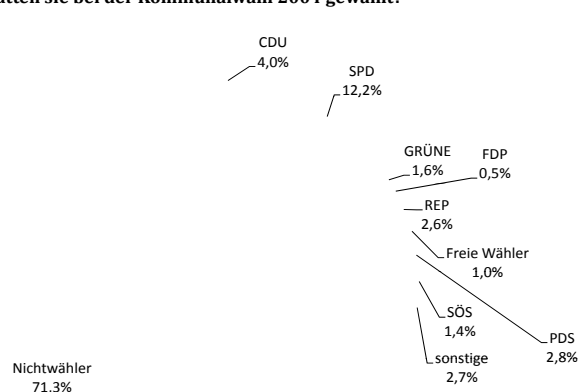 ätten sie bei der Kommunalwahl 2004 gewählt?
CDU
4,0%
SPD
12,2%
GRÜNE
1,6%
FDP
0,5%
REP
2,6%
Freie Wähler
1,0%
SÖS
1,4%
PDS
2,8%
sonstige
2,7%
Nichtwähler
71,3%